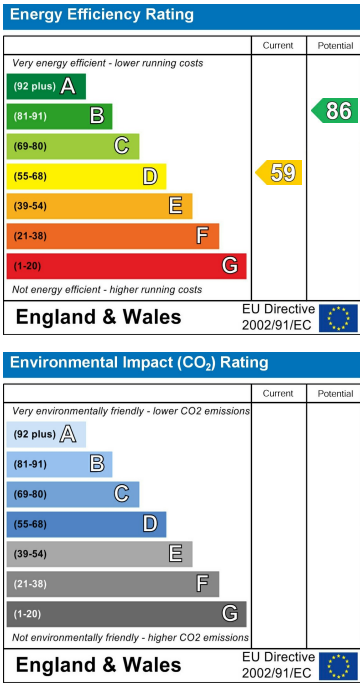 Energy Efficiency Rating
Current Potential
Very energy efficient - lower running costs
(92 plus) A
(81-91) B
86
(69-80) C
(55-68) D
59
(39-54) E
(21-38) F
(1-20) G
Not energy efficient - higher running costs
England & Wales
EU Directive
2002/91/EC
Environmental Impact (CO₂) Rating
Current Potential
Very environmentally friendly - lower CO2 emissions
(92 plus) A
(81-91) B
(69-80) C
(55-68) D
(39-54) E
(21-38) F
(1-20) G
Not environmentally friendly - higher CO2 emissions
England & Wales
EU Directive
2002/91/EC